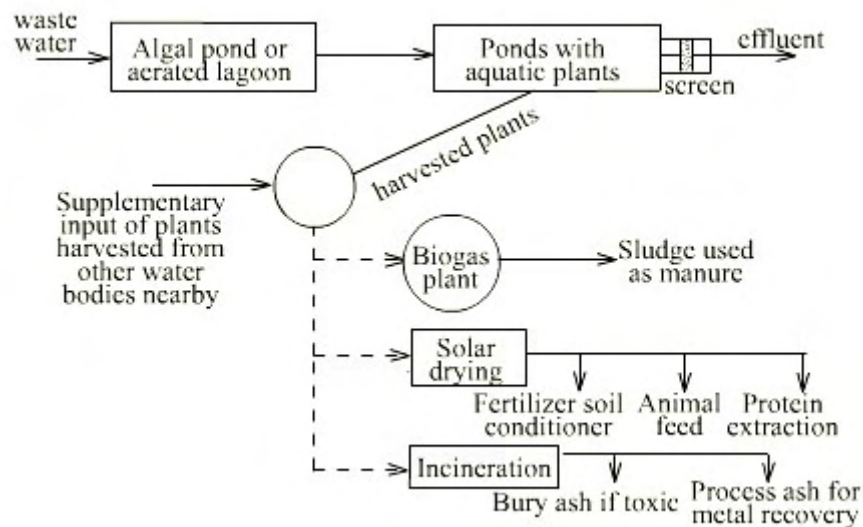 waste
water
Algal pond or
aerated lagoon
Ponds with
aquatic plants
effluent
screen
harvested plants
Supplementary
input of plants
harvested from
other water
bodies nearby
Biogas
plant
Sludge used
as manure
Solar
drying
Fertilizer soil
conditioner
Animal
feed
Protein
extraction
Incineration
Bury ash if toxic
Process ash for
metal recovery